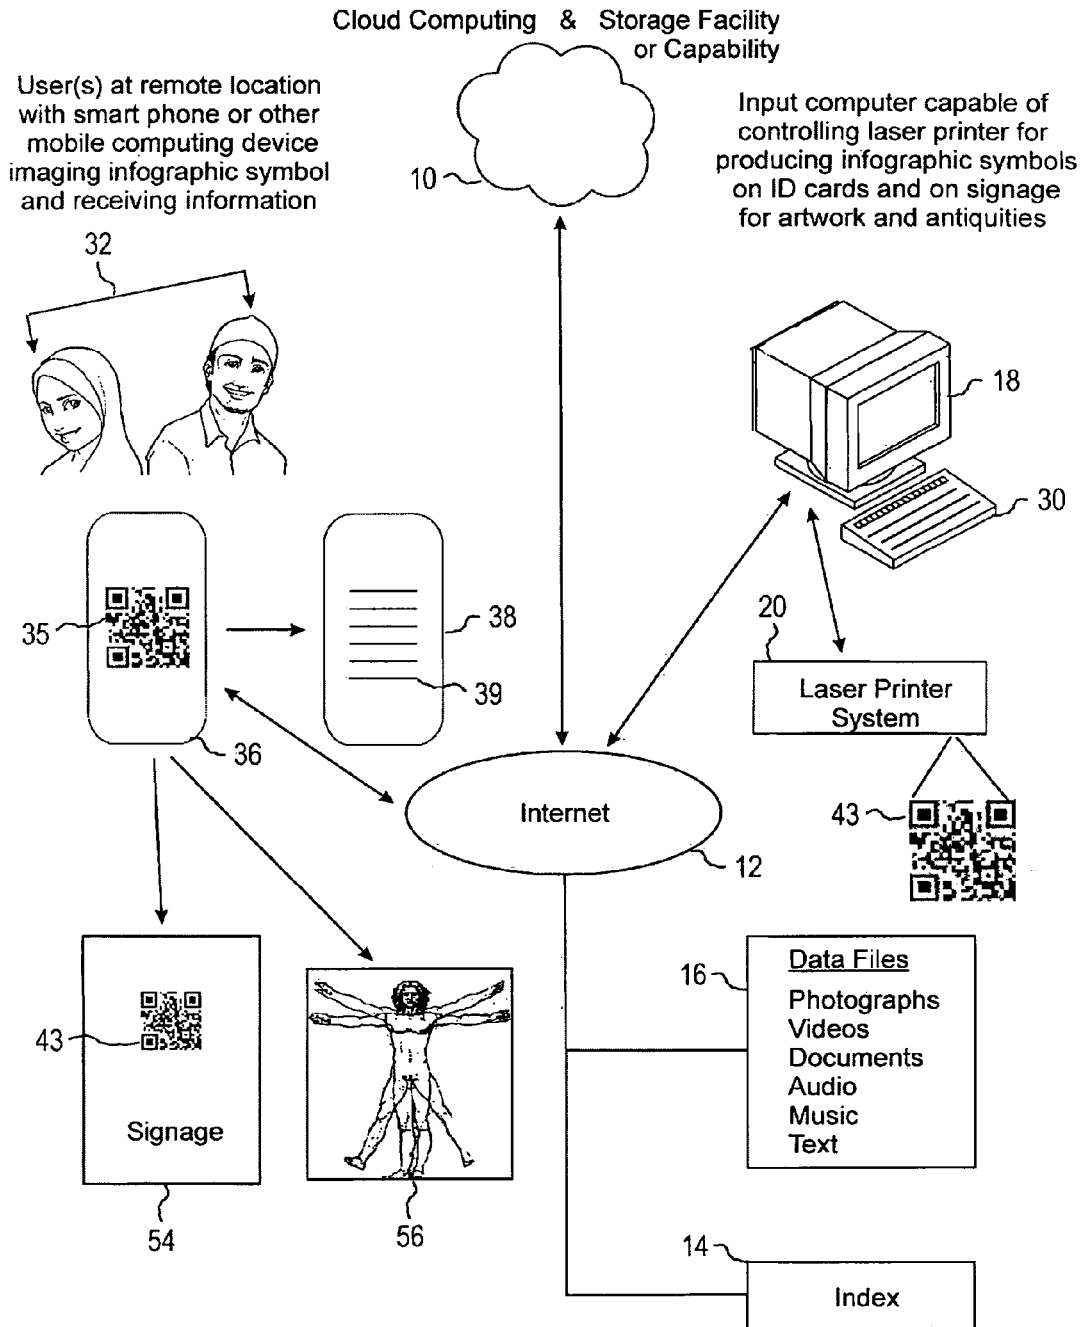 Cloud Computing & Storage Facility
or Capability
User(s) at remote location
with smart phone or other
mobile computing device
imaging infographic symbol
and receiving information
Input computer capable of
controlling laser printer for
producing infographic symbols
on ID cards and on signage
for artwork and antiquities
10
32
18
30
20
Laser Printer
System
35
38
39
36
43
Internet
12
16
Data Files
Photographs
Videos
Documents
Audio
Music
Text
43
Signage
54
56
14
Index